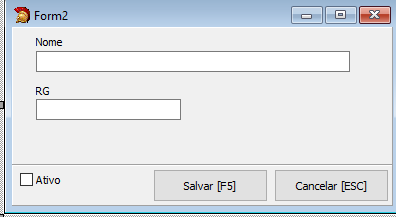 Form2
Nome
RG
Ativo
Salvar [F5]
Cancelar [ESC]